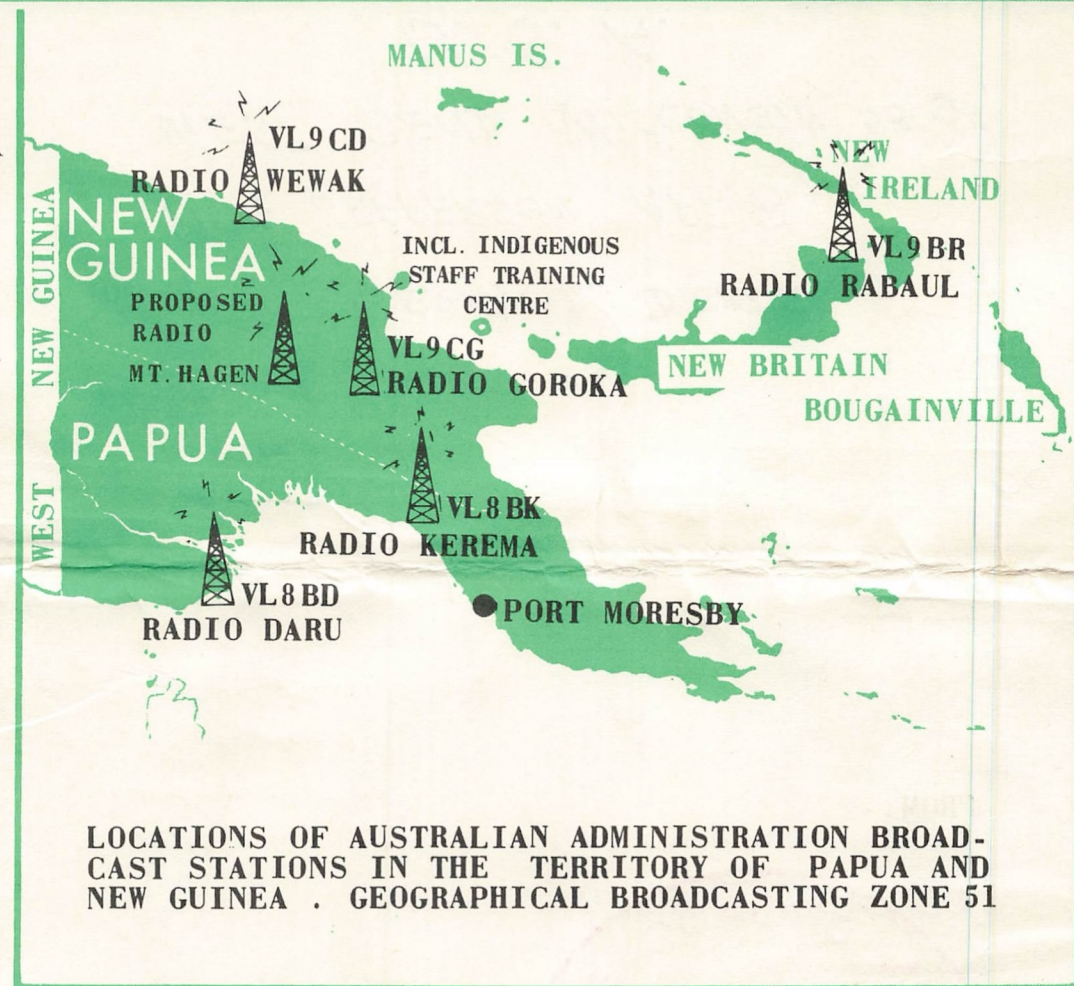 MANUS IS.
VL9CD
RADIO WEWAK
NEW
GUINEA
NEW
IRELAND
VL9BR
RADIO RABAUL
INCL. INDIGENOUS
STAFF TRAINING
CENTRE
PROPOSED
RADIO
MT. HAGEN
VL9CG
RADIO GOROKA
NEW BRITAIN
BOUGAINVILLE
WEST NEW GUINEA
PAPUA
VL8BK
RADIO KEREMA
VL8BD
RADIO DARU
PORT MORESBY
LOCATIONS OF AUSTRALIAN ADMINISTRATION BROAD-
CAST STATIONS IN THE TERRITORY OF PAPUA AND
NEW GUINEA . GEOGRAPHICAL BROADCASTING ZONE 51